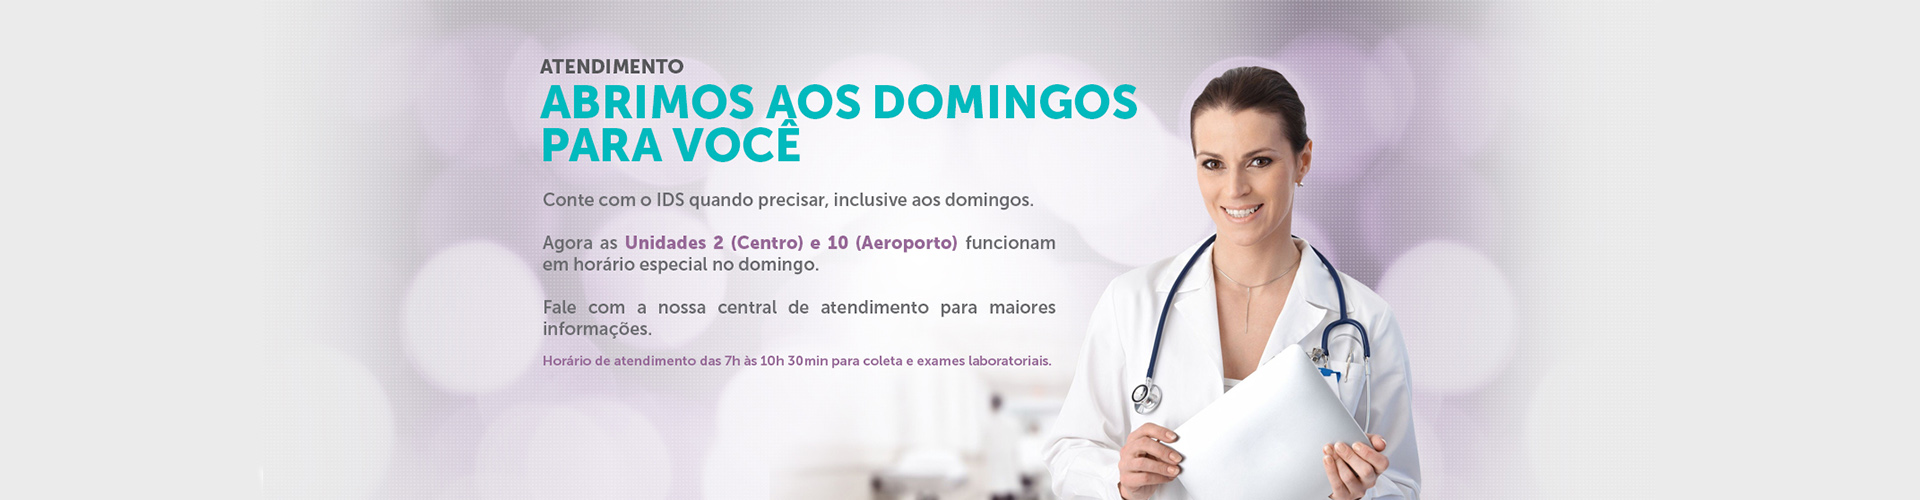 ATENDIMENTO
ABRIMOS AOS DOMINGOS
PARA VOCÊ
Conte com o IDS quando precisar, inclusive aos domingos.
Agora as Unidades 2 (Centro) e 10 (Aeroporto) funcionam
em horário especial no domingo.
Fale com a nossa central de atendimento para maiores
informações.
Horário de atendimento das 7h às 10h 30min para coleta e exames laboratoriais.